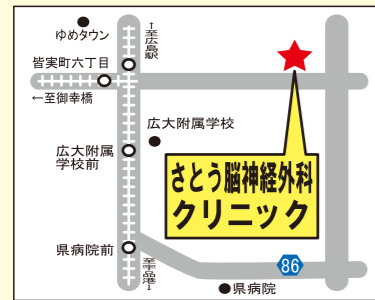 ゆめタウン
↑至広島駅
皆実町六丁目
←至御幸橋
広大附属学校
広大附属
学校前
さとう脳神経外科
クリニック
県病院前
至宇品港↓
86
県病院